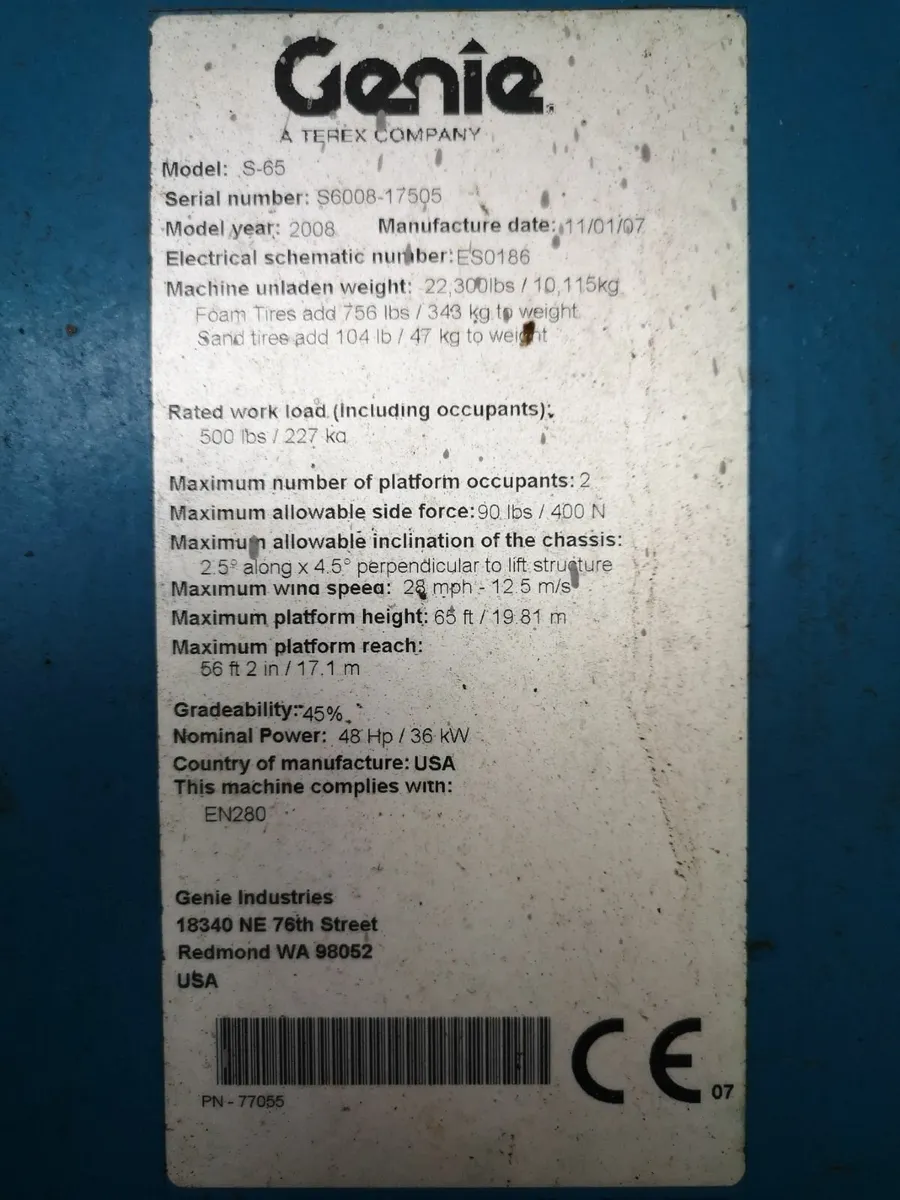 Genie
A TEREX COMPANY
Model: S-65
Serial number: S6008-17505
Model year: 2008 Manufacture date: 11/01/07
Electrical schematic number: ES0186
Machine unladen weight: 22,300lbs / 10,115kg
Foam Tires add 756 lbs / 343 kg to weight
Sand tires add 104 lb / 47 kg to weight
Rated work load (Including occupants):
500 lbs / 227 kg
Maximum number of platform occupants: 2
Maximum allowable side force: 90 lbs / 400 N
Maximum allowable inclination of the chassis:
2.5° along x 4.5° perpendicular to lift structure
Maximum wind speed: 28 mph - 12.5 m/s
Maximum platform height: 65 ft / 19.81 m
Maximum platform reach:
56 ft 2 in / 17.1 m
Gradeability: 45%
Nominal Power: 48 Hp / 36 kW
Country of manufacture: USA
This machine complies with:
EN280
Genie Industries
18340 NE 76th Street
Redmond WA 98052
USA
CE 07
PN - 77055